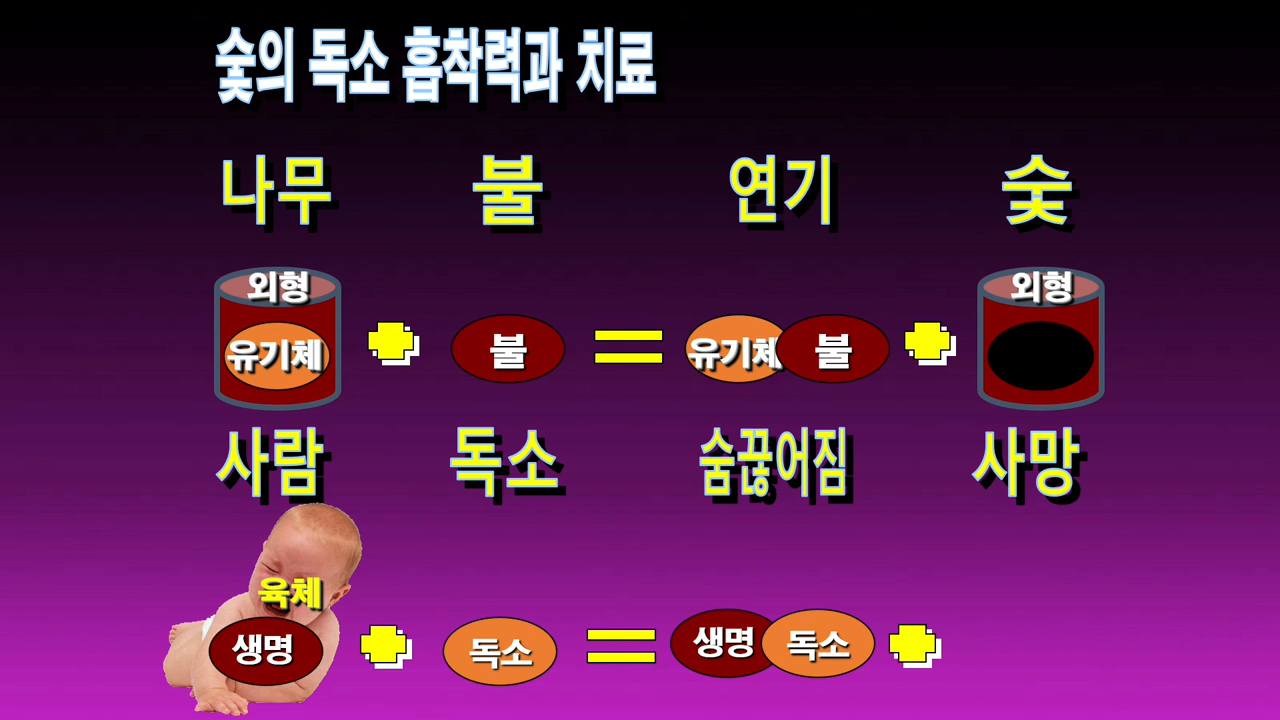 숯의 독소 흡착력과 치료
나무 불 연기 숯
외형 외형
유기체 불 유기체 불
사람 독소 숨끊어짐 사망
육체
생명 독소 생명 독소